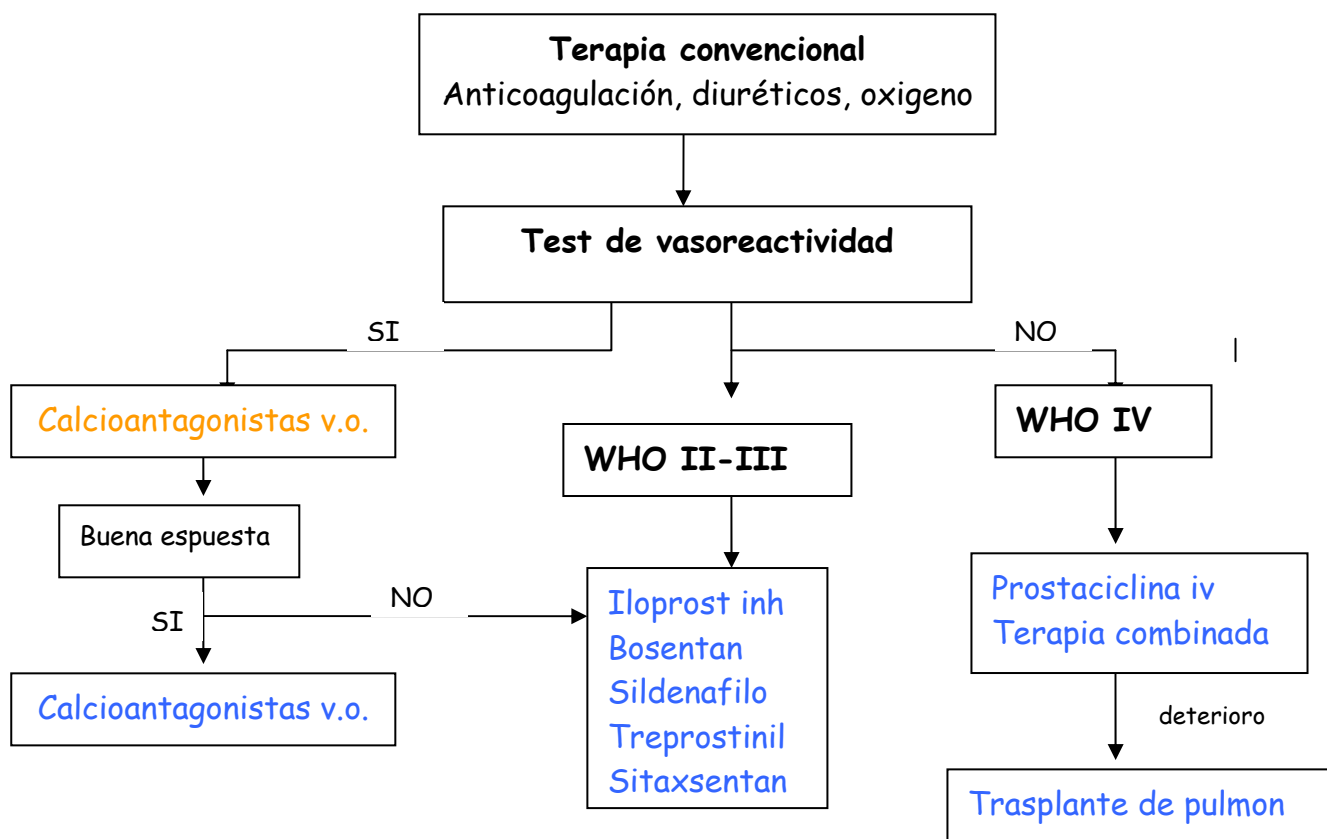 Terapia convencional
Anticoagulación, diuréticos, oxigeno
Test de vasoreactividad
SI
NO
Calcioantagonistas v.o.
WHO II-III
WHO IV
Buena espuesta
SI
NO
Calcioantagonistas v.o.
Iloprost inh
Bosentan
Sildenafilo
Treprostinil
Sitaxsentan
Prostaciclina iv
Terapia combinada
deterioro
Trasplante de pulmon